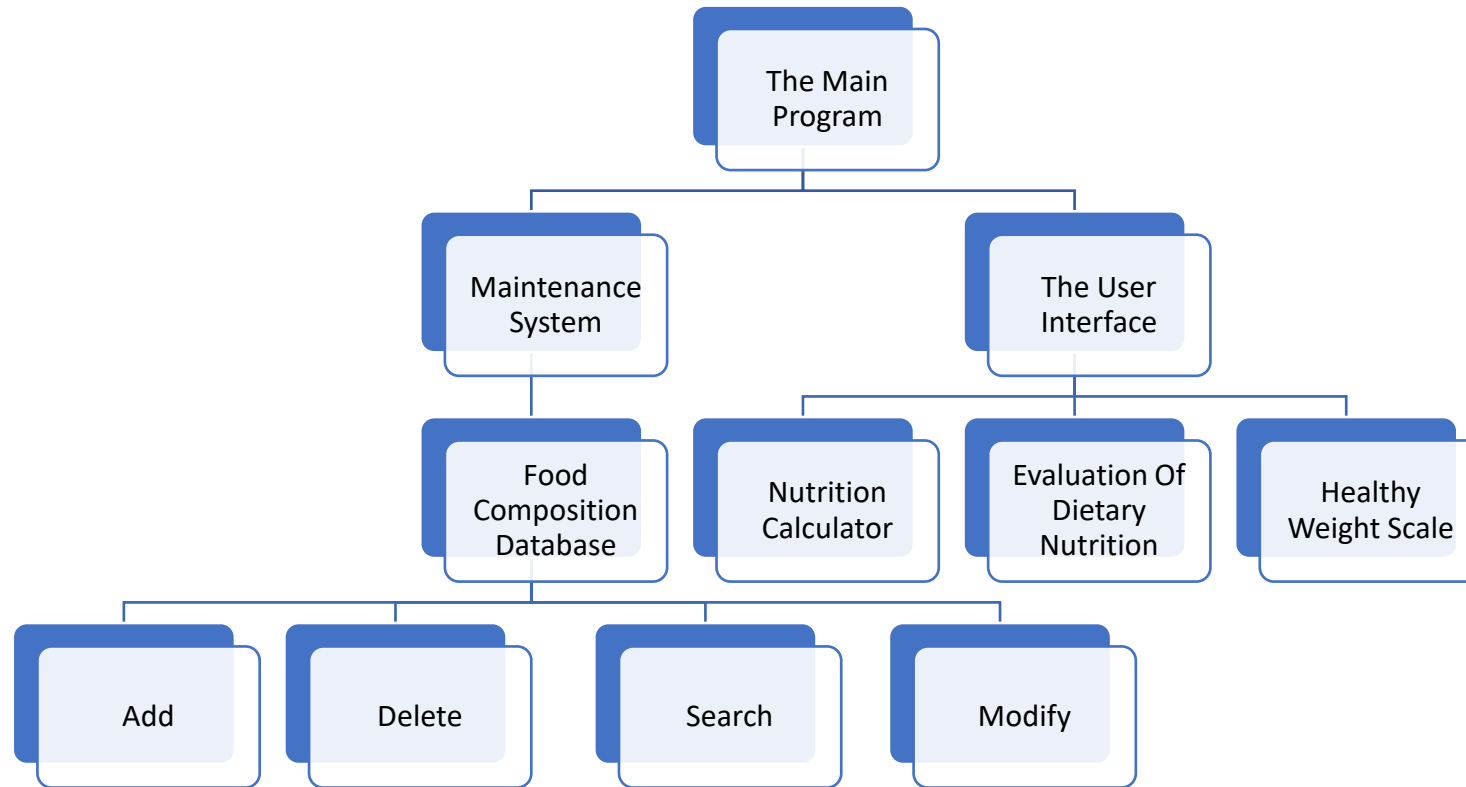 The Main
Program
Maintenance
System
The User
Interface
Food
Composition
Database
Nutrition
Calculator
Evaluation Of
Dietary
Nutrition
Healthy
Weight Scale
Add
Delete
Search
Modify